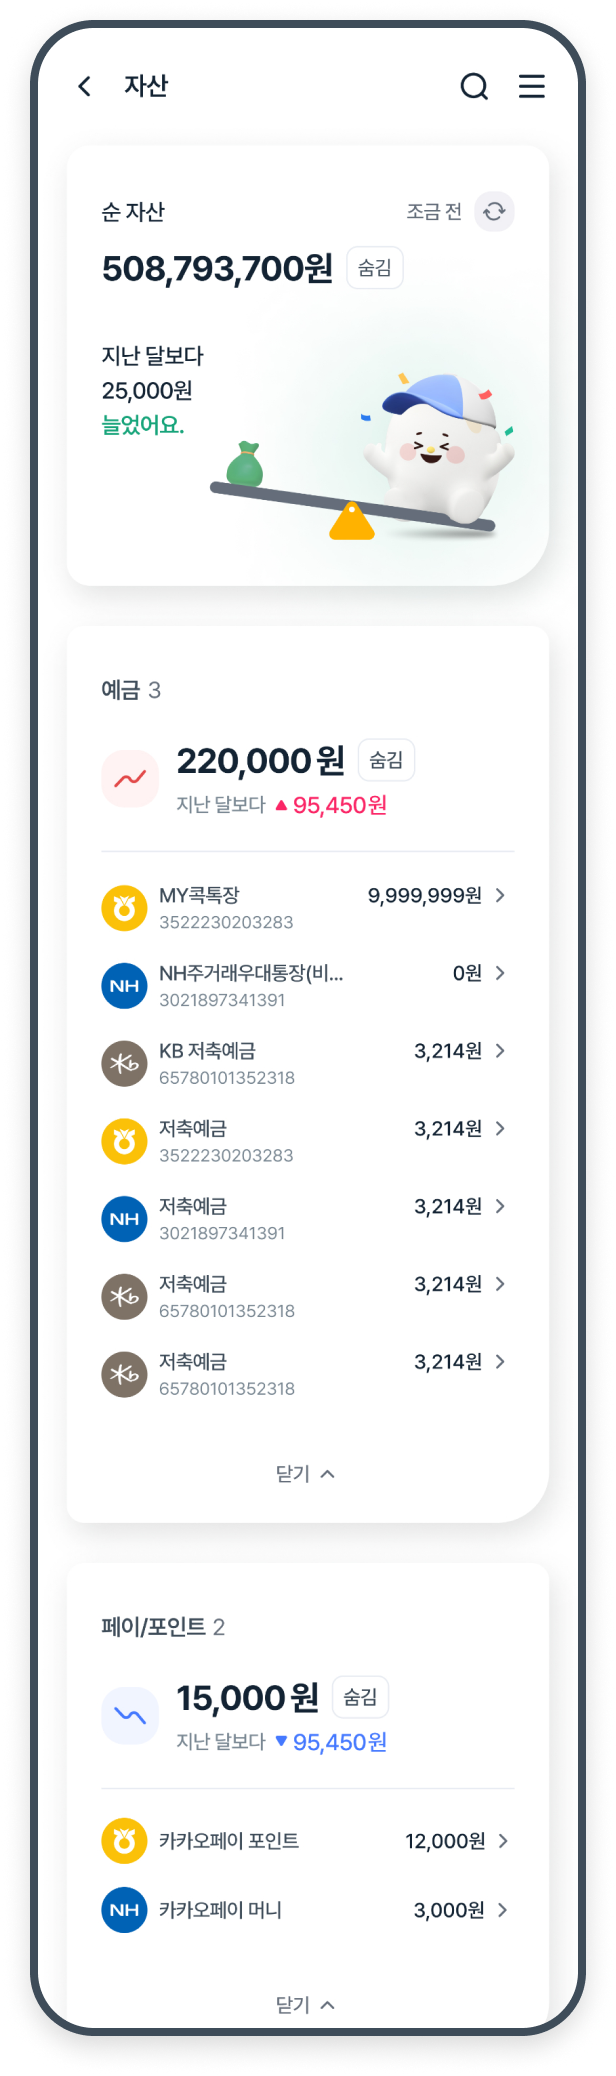 자산
순 자산
조금 전
508,793,700원 숨김
지난 달보다
25,000원
늘었어요.
예금 3
220,000원 숨김
지난 달보다 ▲ 95,450원
MY콕톡장 9,999,999원
3522230203283
NH NH주거래우대통장(비... 0원
3021897341391
Kb KB 저축예금 3,214원
65780101352318
저축예금 3,214원
3522230203283
NH 저축예금 3,214원
3021897341391
Kb 저축예금 3,214원
65780101352318
Kb 저축예금 3,214원
65780101352318
닫기
페이/포인트 2
15,000원 숨김
지난 달보다 ▼ 95,450원
카카오페이 포인트 12,000원
NH 카카오페이 머니 3,000원
닫기